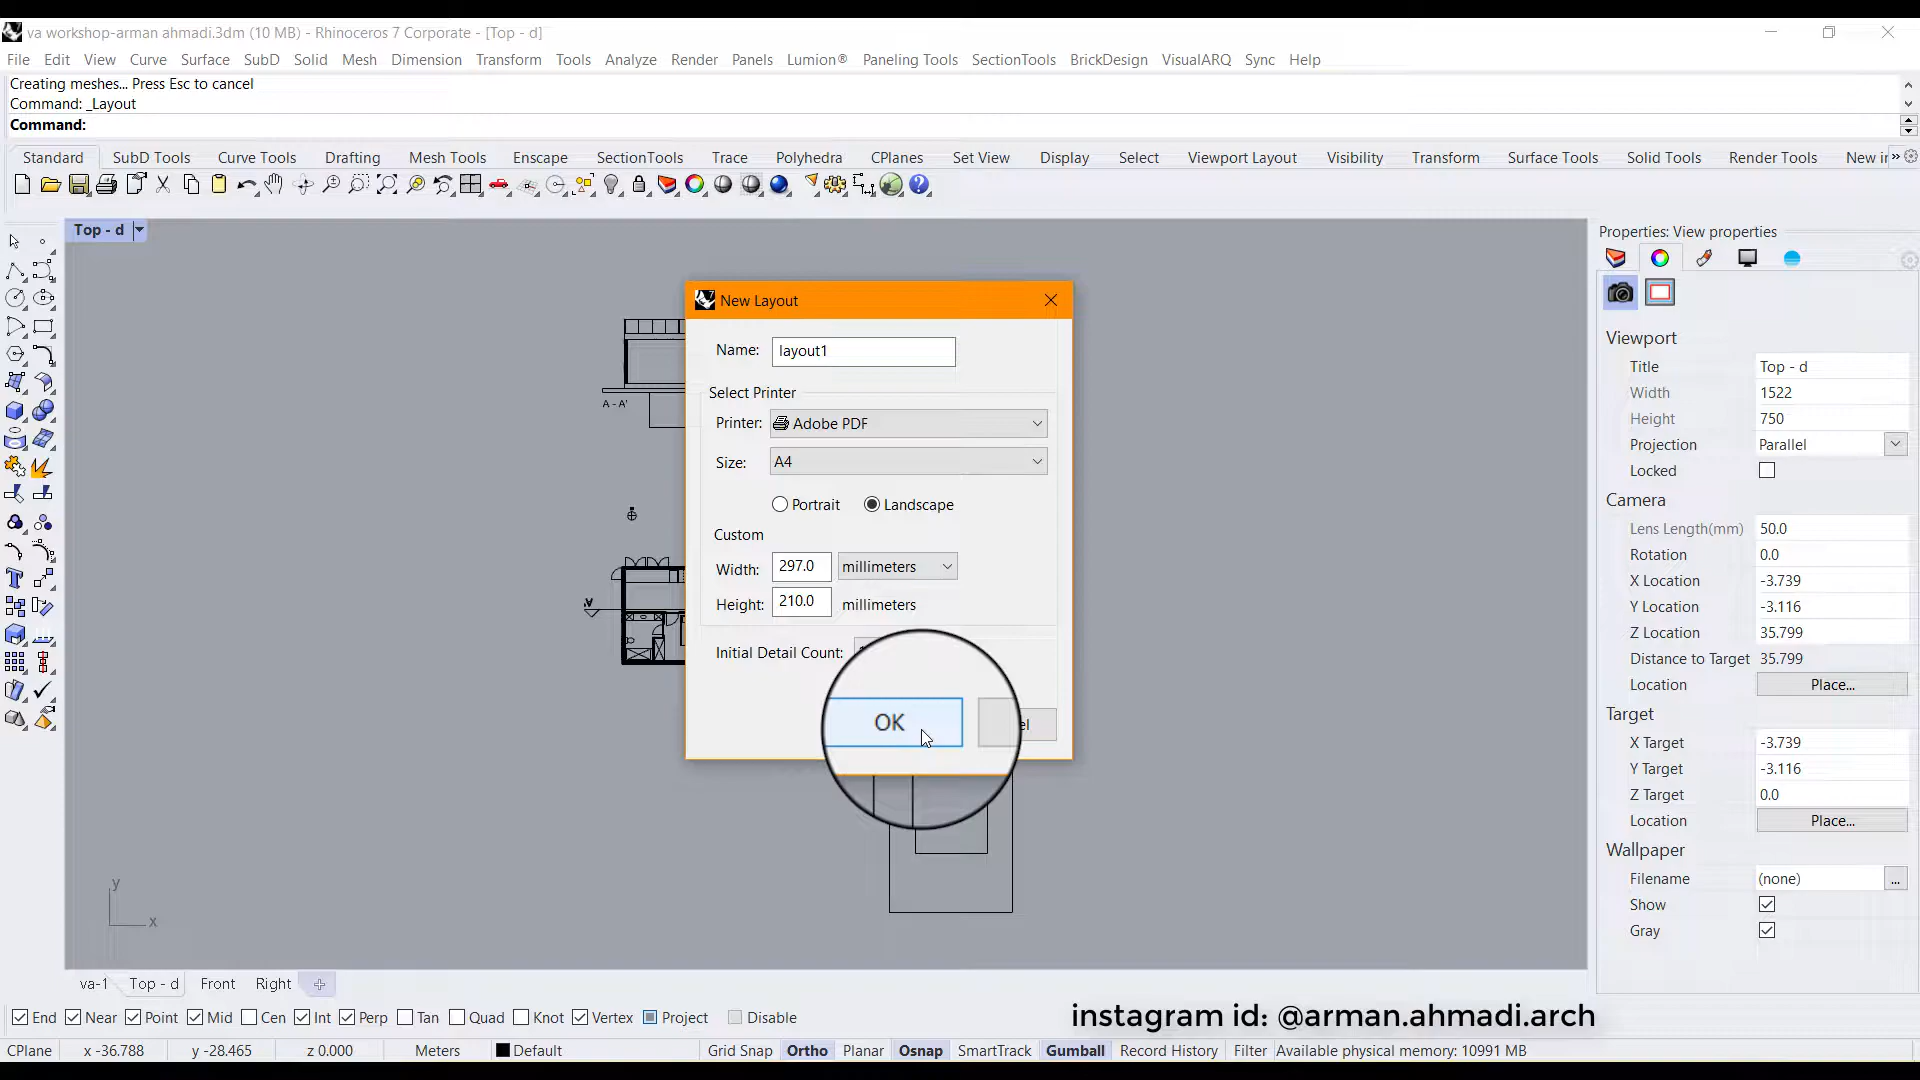 va workshop-arman ahmadi.3dm (10 MB) - Rhinoceros 7 Corporate - [Top - d]
File Edit View Curve Surface SubD Solid Mesh Dimension Transform Tools Analyze Render Panels Lumion® Paneling Tools SectionTools BrickDesign VisualARQ Sync Help
Creating meshes... Press Esc to cancel
Command: _Layout
Command:
Standard SubD Tools Curve Tools Drafting Mesh Tools Enscape SectionTools Trace Polyhedra CPlanes Set View Display Select Viewport Layout Visibility Transform Surface Tools Solid Tools Render Tools New in »
Top - d
Properties: View properties
New Layout
Name: layout1
Select Printer
Printer: Adobe PDF
Size: A4
Portrait Landscape
Custom
Width: 297.0 millimeters
Height: 210.0 millimeters
Initial Detail Count:
OK
A - A'
A
Viewport
Title Top - d
Width 1522
Height 750
Projection Parallel
Locked
Camera
Lens Length(mm) 50.0
Rotation 0.0
X Location -3.739
Y Location -3.116
Z Location 35.799
Distance to Target 35.799
Location Place...
Target
X Target -3.739
Y Target -3.116
Z Target 0.0
Location Place...
Wallpaper
Filename (none) ...
Show
Gray
y
x
va-1 Top - d Front Right
End Near Point Mid Cen Int Perp Tan Quad Knot Vertex Project Disable
instagram id: @arman.ahmadi.arch
CPlane x -36.788 y -28.465 z 0.000 Meters Default Grid Snap Ortho Planar Osnap SmartTrack Gumball Record History Filter Available physical memory: 10991 MB